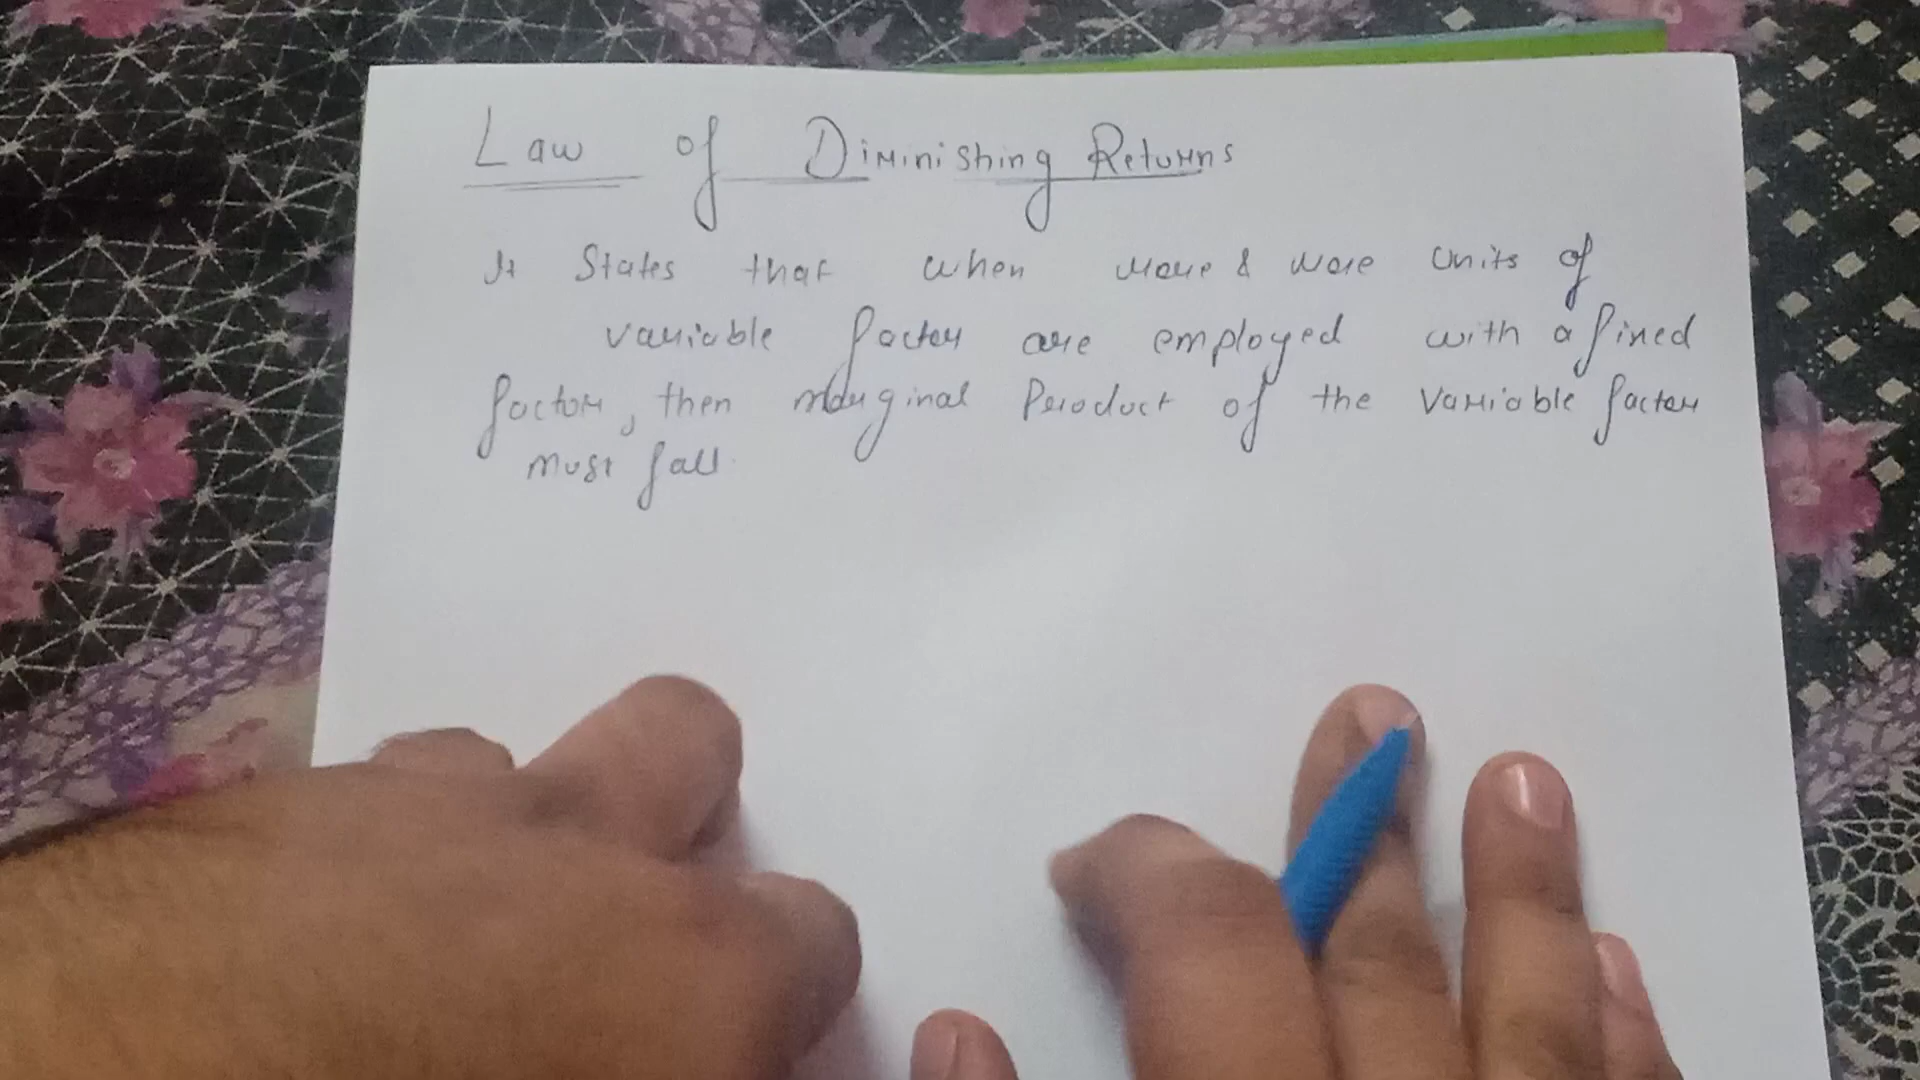 Law of Diminishing Returns
It States that when more & more units of
variable factor are employed with a fixed
factor, then marginal Product of the variable factor
must fall.